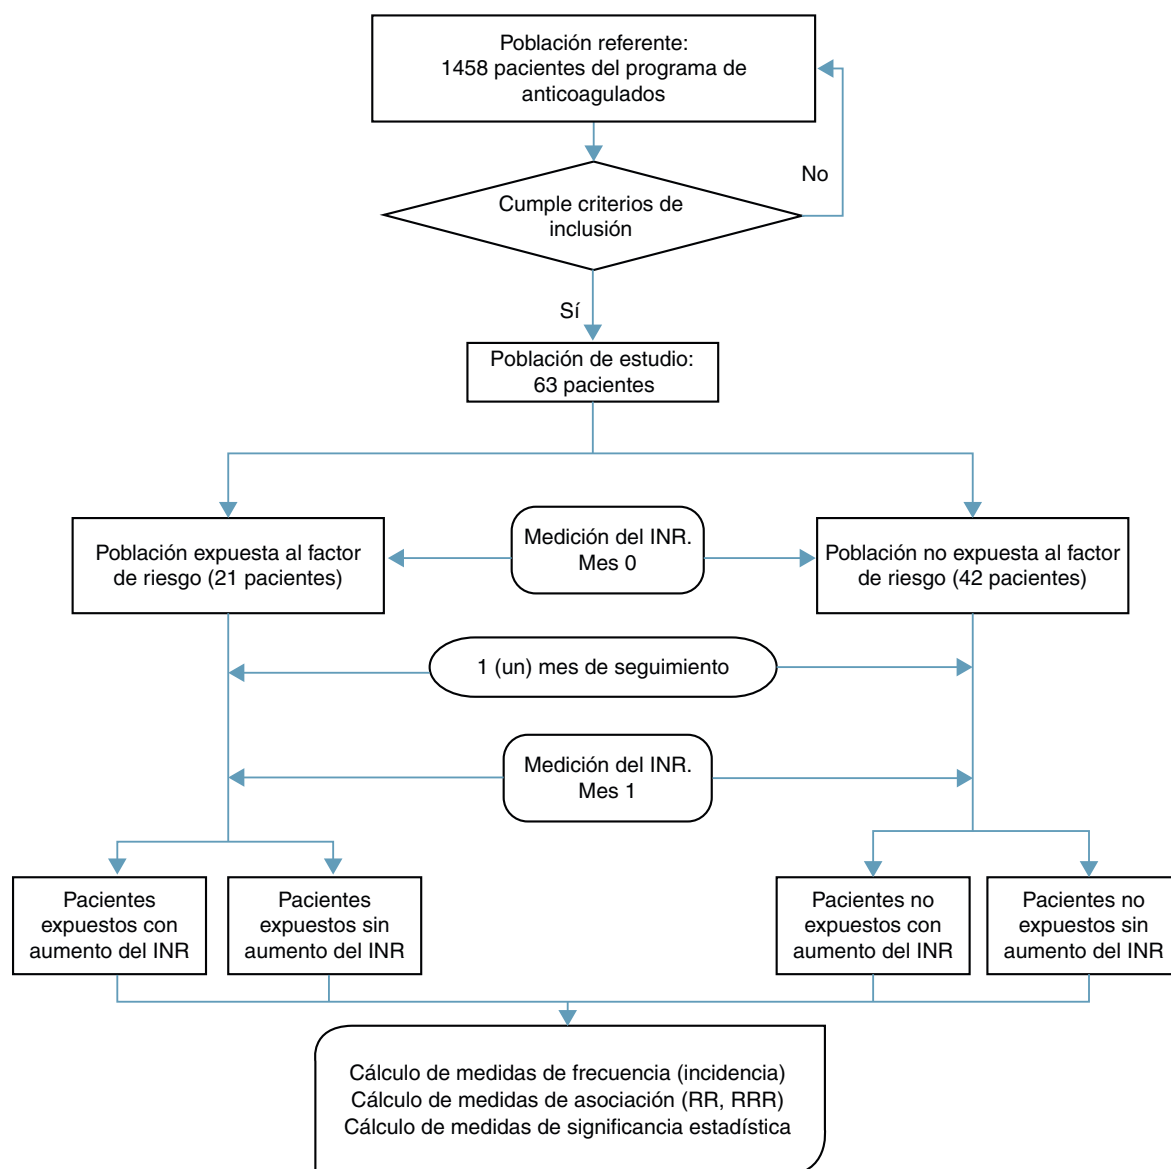 Población referente:
1458 pacientes del programa de
anticoagulados
No
Cumple criterios de
inclusión
Sí
Población de estudio:
63 pacientes
Población expuesta al factor
de riesgo (21 pacientes)
Medición del INR.
Mes 0
Población no expuesta al factor
de riesgo (42 pacientes)
1 (un) mes de seguimiento
Medición del INR.
Mes 1
Pacientes
expuestos con
aumento del INR
Pacientes
expuestos sin
aumento del INR
Pacientes no
expuestos con
aumento del INR
Pacientes no
expuestos sin
aumento del INR
Cálculo de medidas de frecuencia (incidencia)
Cálculo de medidas de asociación (RR, RRR)
Cálculo de medidas de significancia estadística